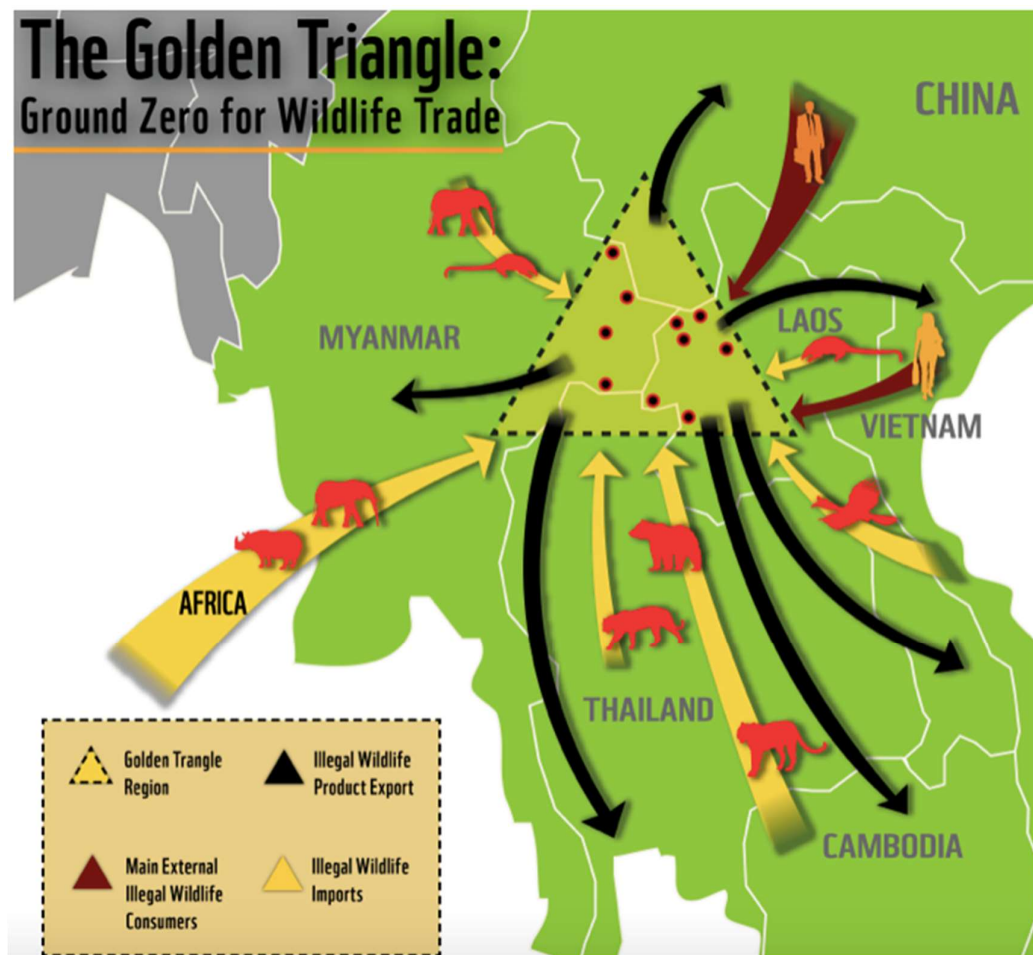 The Golden Triangle:
Ground Zero for Wildlife Trade
CHINA
MYANMAR
LAOS
VIETNAM
AFRICA
THAILAND
CAMBODIA
Golden Trangle
Region
Illegal Wildlife
Product Export
Main External
Illegal Wildlife
Consumers
Illegal Wildlife
Imports